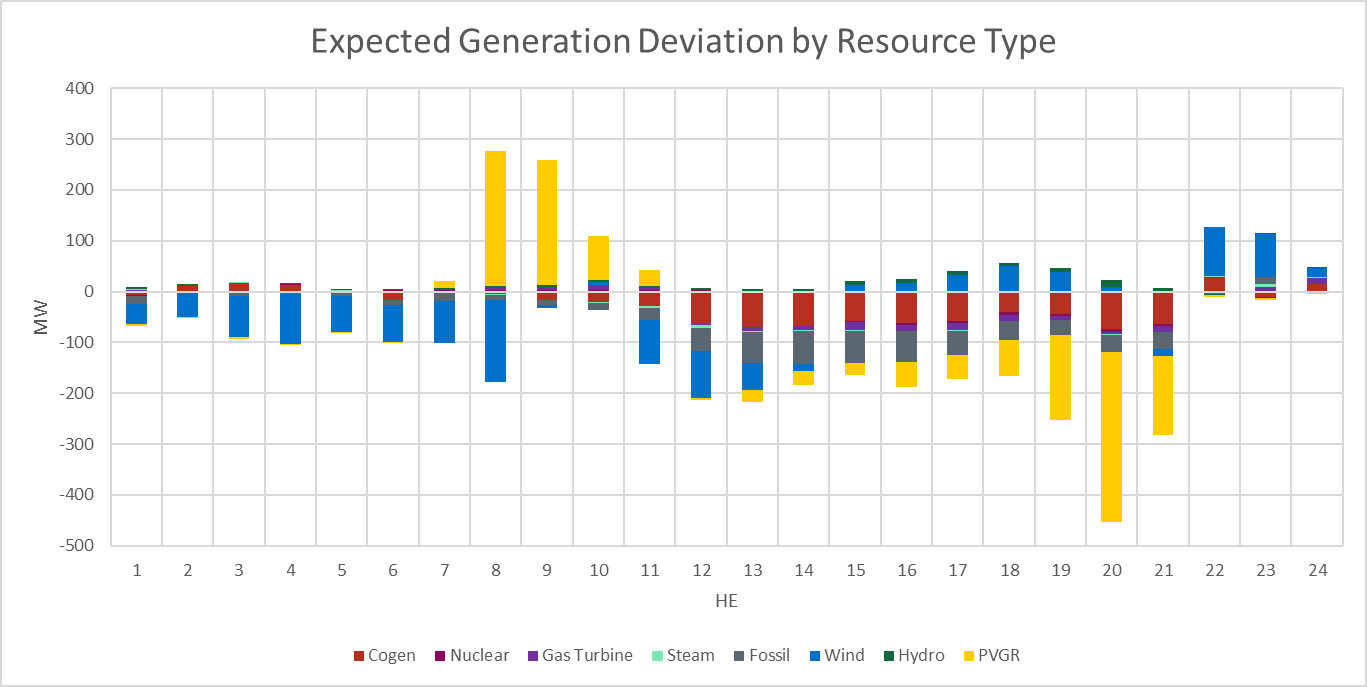 Expected Generation Deviation by Resource Type
400
300
200
100
0
-100
-200
-300
-400
-500
MW
1 2 3 4 5 6 7 8 9 10 11 12 13 14 15 16 17 18 19 20 21 22 23 24
HE
Cogen Nuclear Gas Turbine Steam Fossil Wind Hydro PVGR